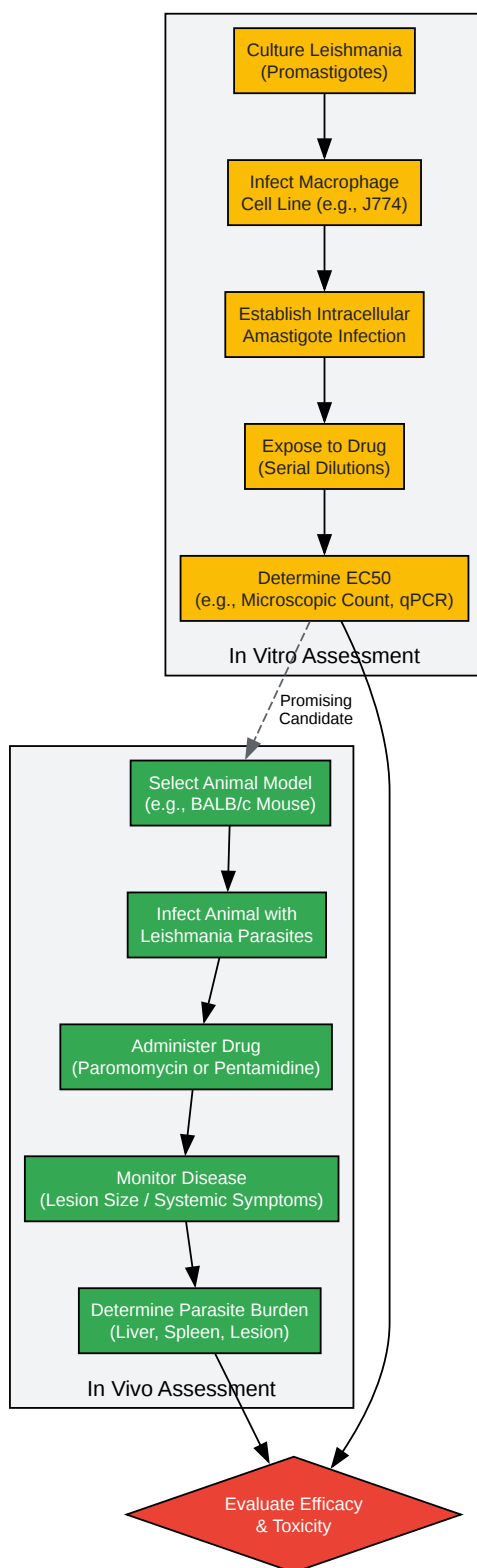 Culture Leishmania
(Promastigotes)
Infect Macrophage
Cell Line (e.g., J774)
Establish Intracellular
Amastigote Infection
Expose to Drug
(Serial Dilutions)
Determine EC50
(e.g., Microscopic Count, qPCR)
In Vitro Assessment
Promising
Candidate
Select Animal Model
(e.g., BALB/c Mouse)
Infect Animal with
Leishmania Parasites
Administer Drug
(Paromomycin or Pentamidine)
Monitor Disease
(Lesion Size / Systemic Symptoms)
Determine Parasite Burden
(Liver, Spleen, Lesion)
In Vivo Assessment
Evaluate Efficacy
& Toxicity